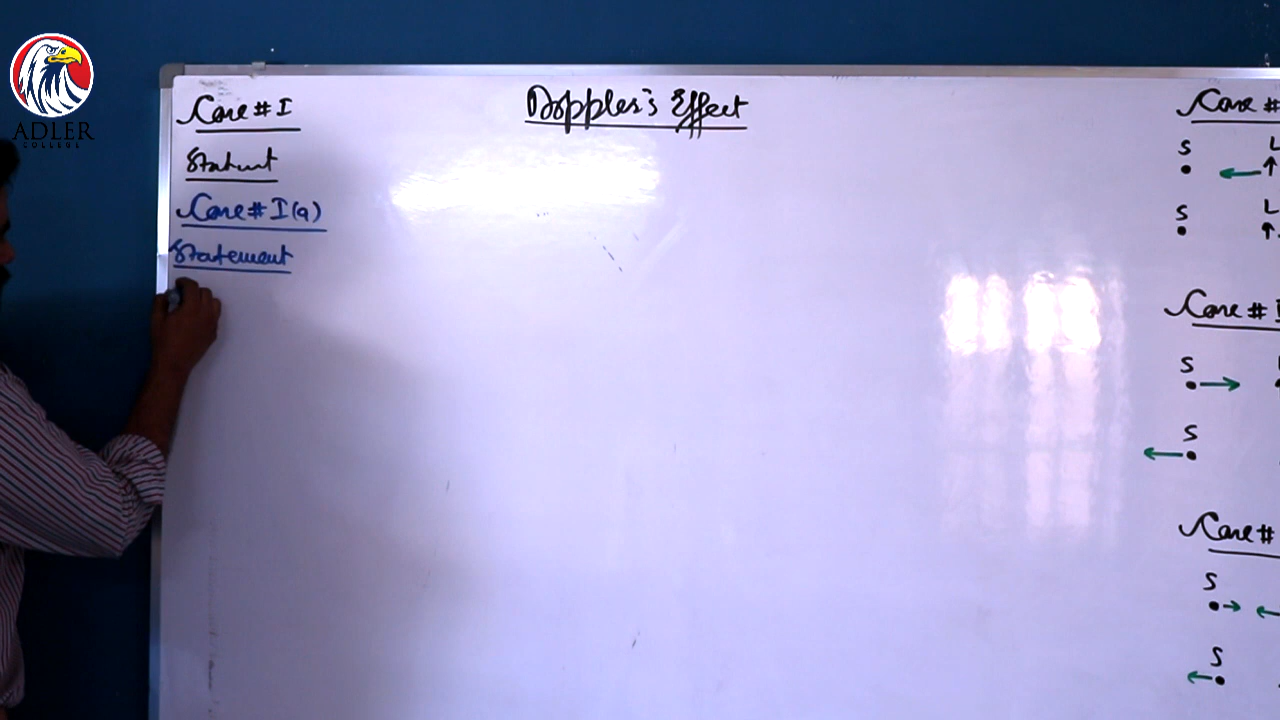 ADLER
COLLEGE
Doppler's Effect
Case # I
Statment
Case # I(a)
Statement
Case #
S L
S L
Case # I
S
S
Case #
S
S